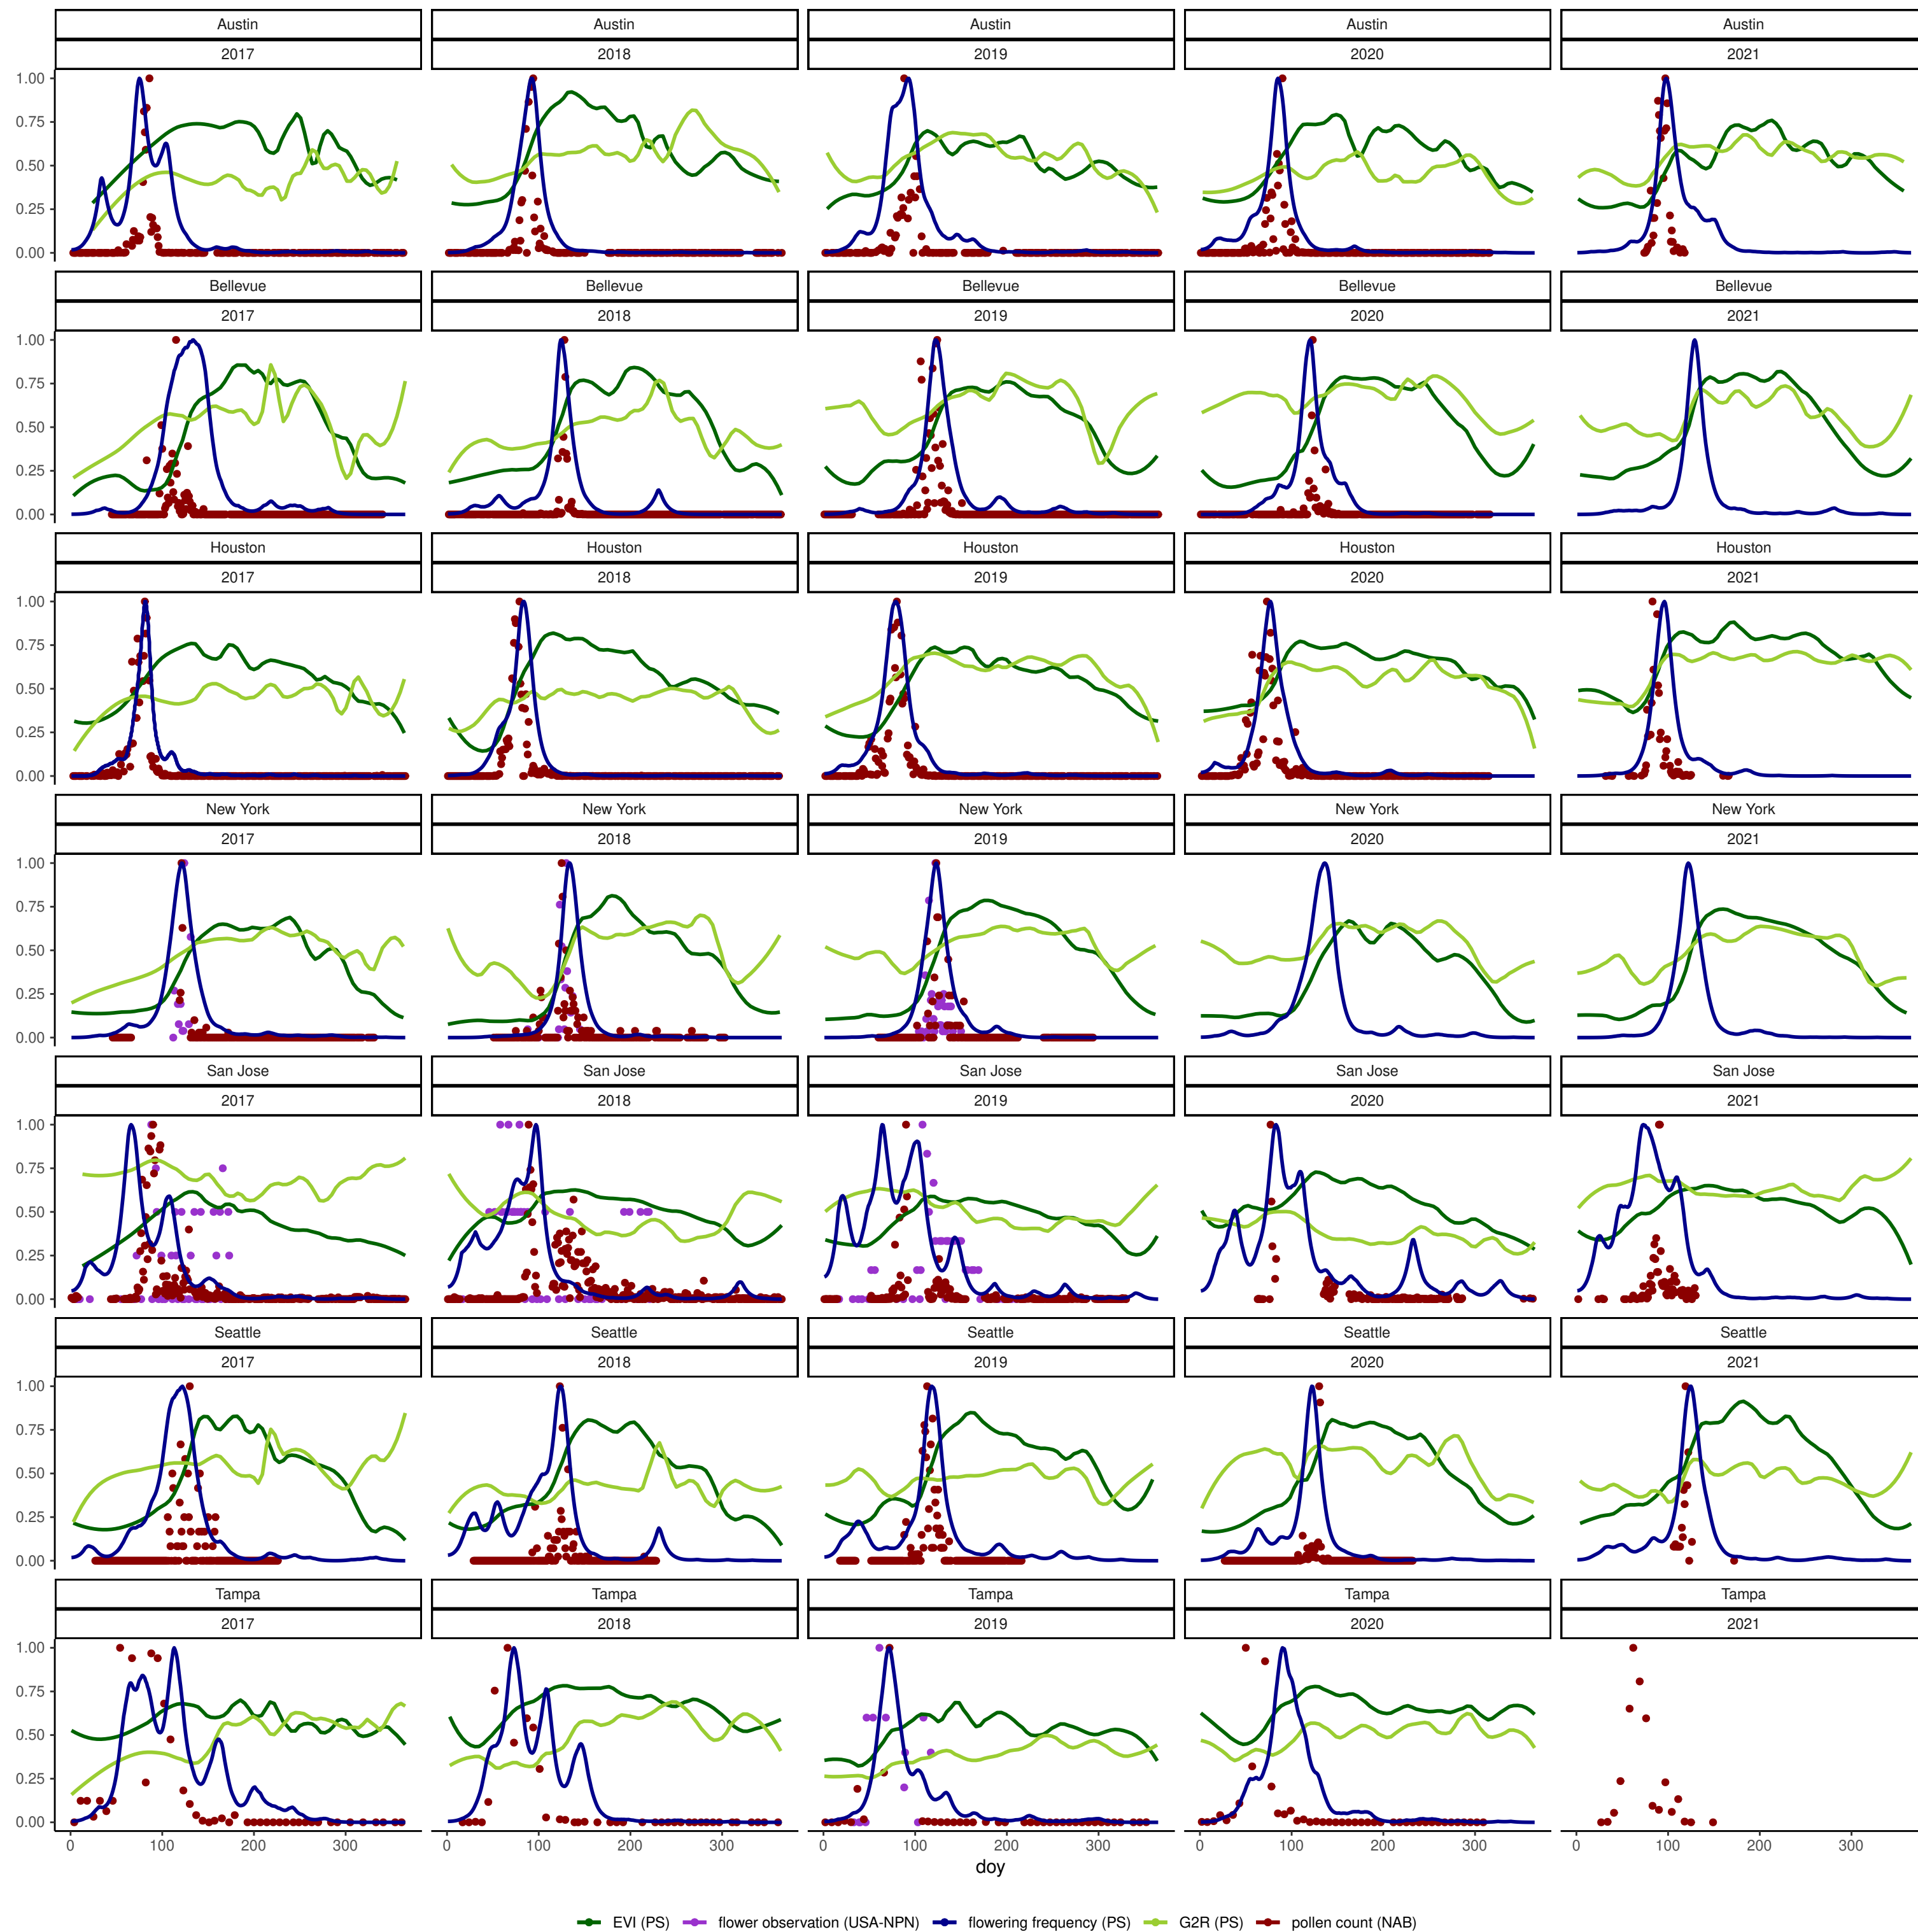 Austin Austin Austin Austin Austin
2017 2018 2019 2020 2021
1.00
0.75
0.50
0.25
0.00
Bellevue Bellevue Bellevue Bellevue Bellevue
2017 2018 2019 2020 2021
1.00
0.75
0.50
0.25
0.00
Houston Houston Houston Houston Houston
2017 2018 2019 2020 2021
1.00
0.75
0.50
0.25
0.00
New York New York New York New York New York
2017 2018 2019 2020 2021
1.00
0.75
0.50
0.25
0.00
San Jose San Jose San Jose San Jose San Jose
2017 2018 2019 2020 2021
1.00
0.75
0.50
0.25
0.00
Seattle Seattle Seattle Seattle Seattle
2017 2018 2019 2020 2021
1.00
0.75
0.50
0.25
0.00
Tampa Tampa Tampa Tampa Tampa
2017 2018 2019 2020 2021
1.00
0.75
0.50
0.25
0.00
0 100 200 300 0 100 200 300 0 100 200 300 0 100 200 300 0 100 200 300
doy
EVI (PS) flower observation (USA-NPN) flowering frequency (PS) G2R (PS) pollen count (NAB)